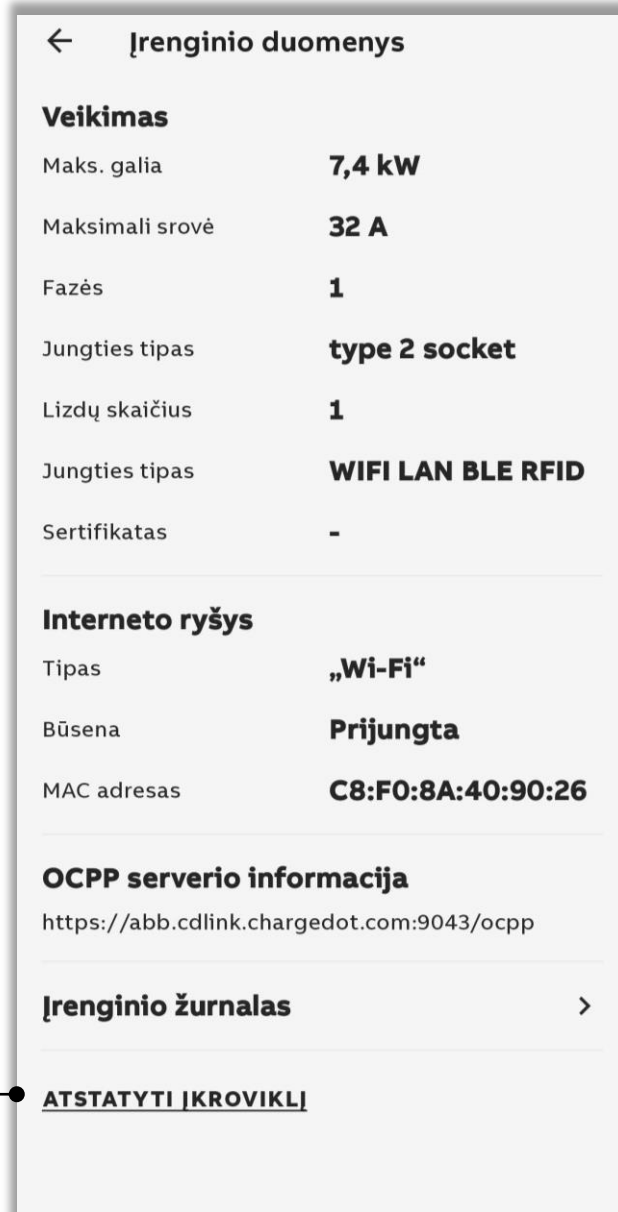 Įrenginio duomenys
Veikimas
Maks. galia 7,4 kW
Maksimali srovė 32 A
Fazės 1
Jungties tipas type 2 socket
Lizdų skaičius 1
Jungties tipas WIFI LAN BLE RFID
Sertifikatas -
Interneto ryšys
Tipas „Wi-Fi“
Būsena Prijungta
MAC adresas C8:F0:8A:40:90:26
OCPP serverio informacija
https://abb.cdlink.chargedot.com:9043/ocpp
Įrenginio žurnalas
ATSTATYTI ĮKROVIKLĮ